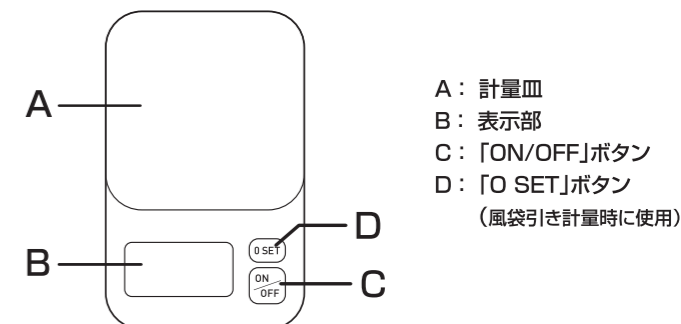 A
B
0 SET
ON
OFF
D
C
A： 計量皿
B： 表示部
C：「ON/OFF」ボタン
D：「O SET」ボタン
（風袋引き計量時に使用）